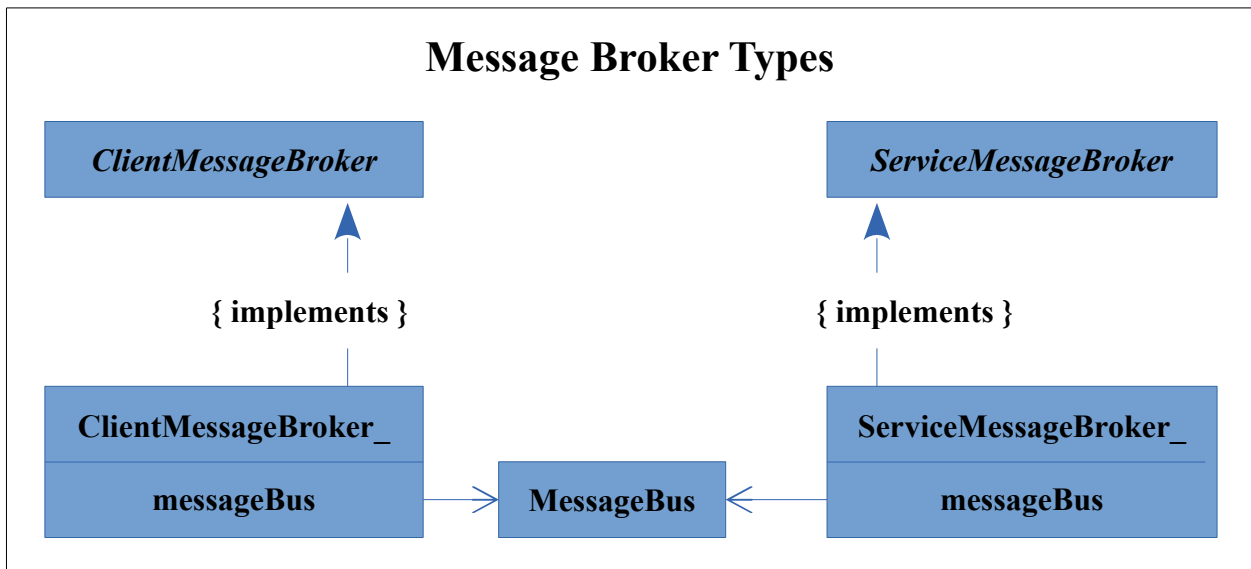 Message Broker Types
ClientMessageBroker
ServiceMessageBroker
{ implements }
{ implements }
ClientMessageBroker_
ServiceMessageBroker_
messageBus
MessageBus
messageBus